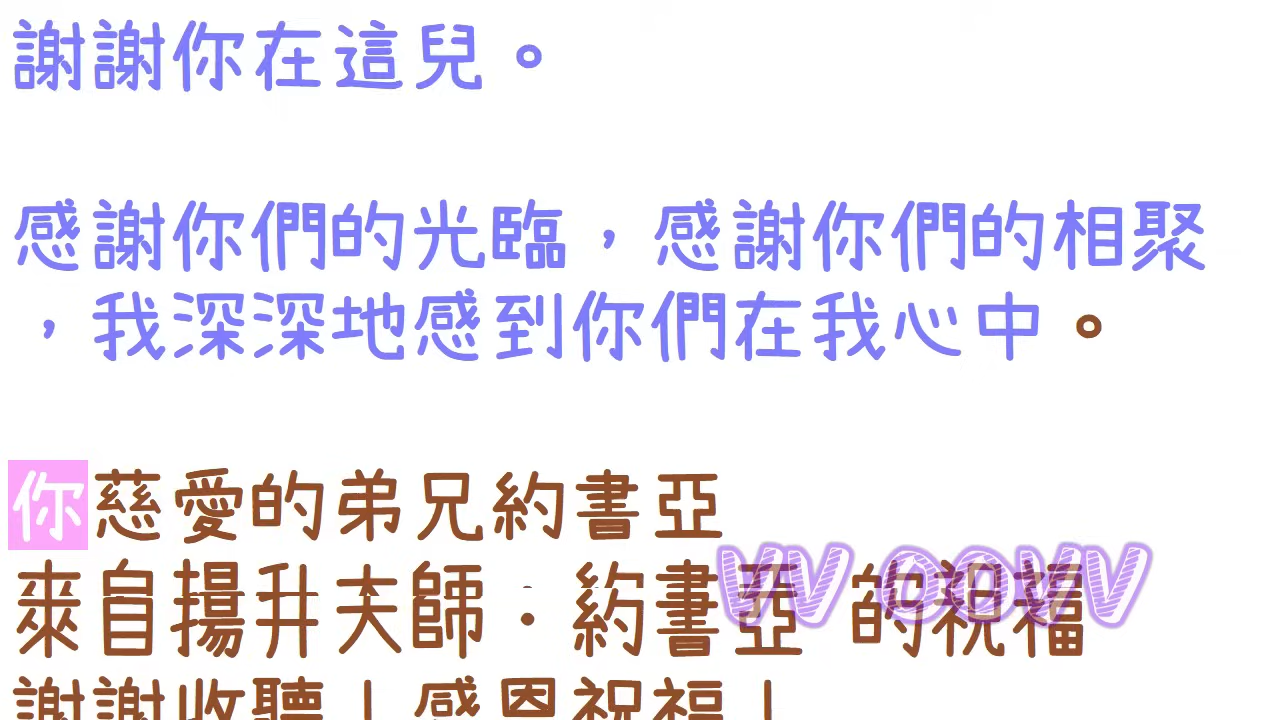 謝謝你在這兒。
感謝你們的光臨，感謝你們的相聚
，我深深地感到你們在我心中。
你慈愛的弟兄約書亞
來自揚升大師·約書亞 的祝福
謝謝收聽！感恩祝福！
VV OOVV